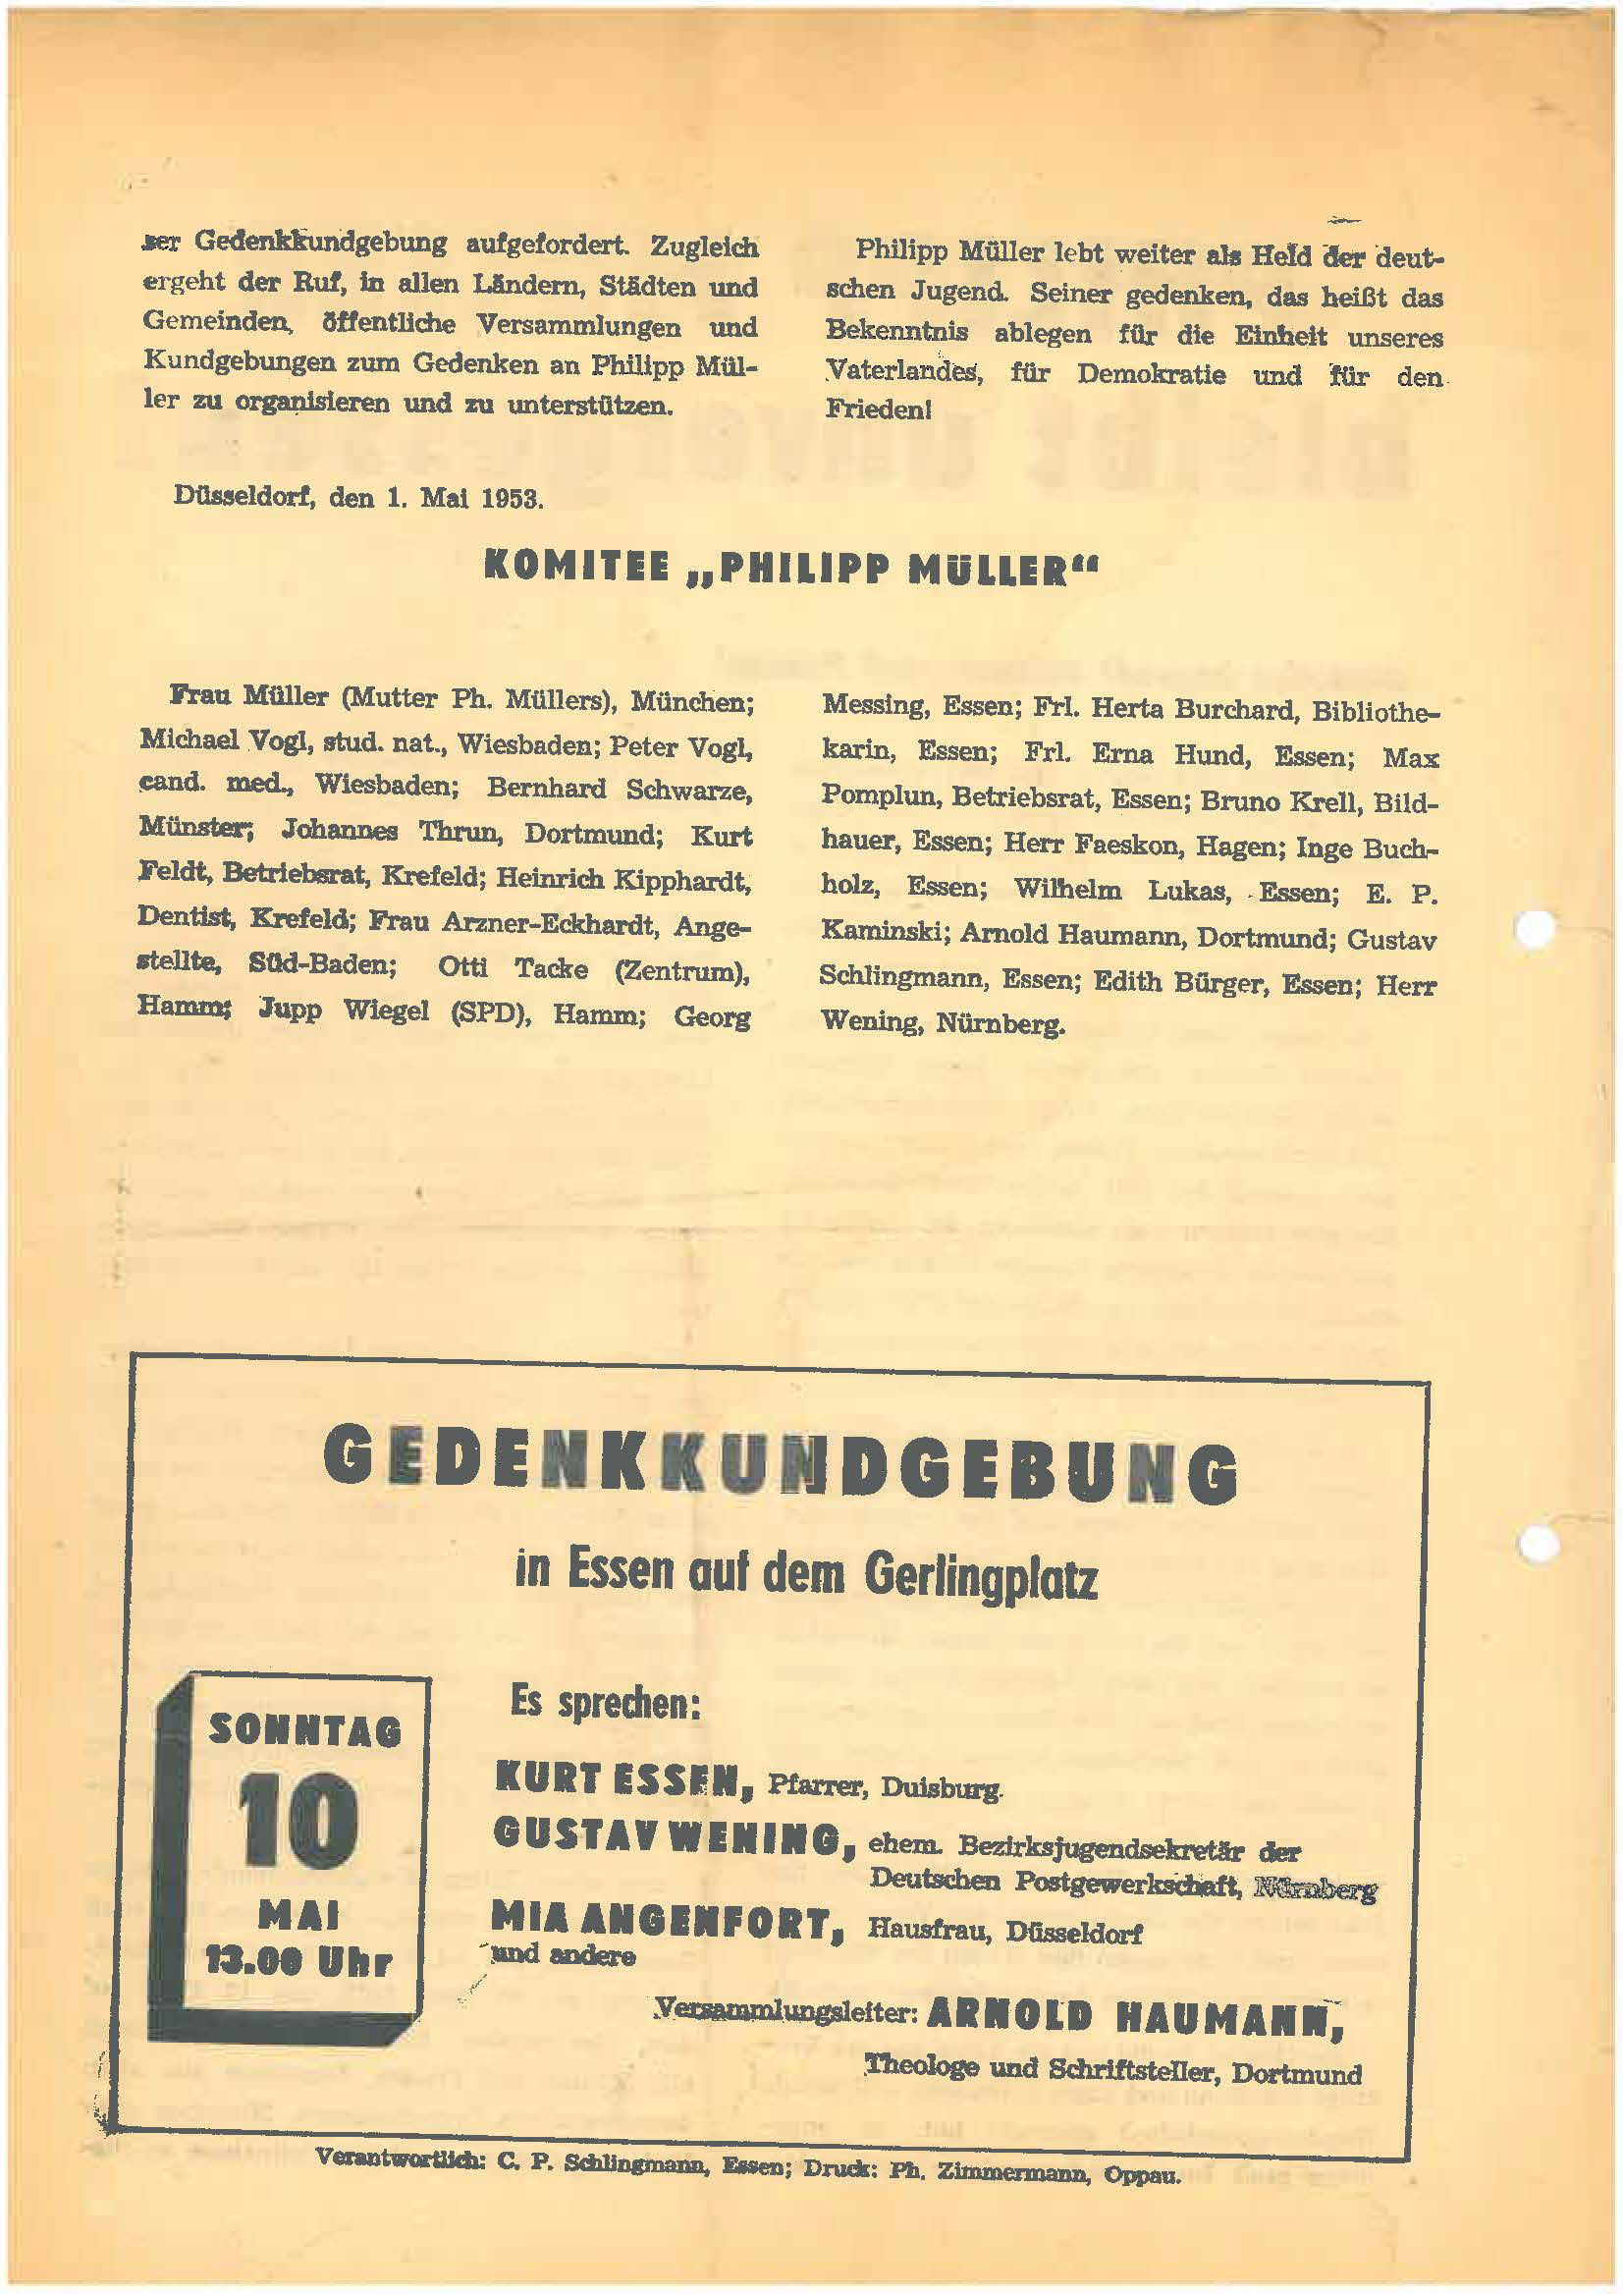 ser Gedenkkundgebung aufgefordert. Zugleich
ergeht der Ruf, in allen Ländern, Städten und
Gemeinden, öffentliche Versammlungen und
Kundgebungen zum Gedenken an Philipp Mül-
ler zu organisieren und zu unterstützen.
Philipp Müller lebt weiter als Held der deut-
schen Jugend. Seiner gedenken, das heißt das
Bekenntnis ablegen für die Einheit unseres
Vaterlandes, für Demokratie und für den
Frieden!
Düsseldorf, den 1. Mai 1953.
KOMITEE „PHILIPP MÜLLER“
Frau Müller (Mutter Ph. Müllers), München;
Michael Vogl, stud. nat., Wiesbaden; Peter Vogl,
cand. med., Wiesbaden; Bernhard Schwarze,
Münster; Johannes Thrun, Dortmund; Kurt
Feldt, Betriebsrat, Krefeld; Heinrich Kipphardt,
Dentist, Krefeld; Frau Arzner-Eckhardt, Ange-
stellte, Süd-Baden; Otti Tacke (Zentrum),
Hamm; Jupp Wiegel (SPD), Hamm; Georg
Messing, Essen; Frl. Herta Burchard, Bibliothe-
karin, Essen; Frl. Erna Hund, Essen; Max
Pomplun, Betriebsrat, Essen; Bruno Krell, Bild-
hauer, Essen; Herr Faeskon, Hagen; Inge Buch-
holz, Essen; Wilhelm Lukas, Essen; E. P.
Kaminski; Arnold Haumann, Dortmund; Gustav
Schlingmann, Essen; Edith Bürger, Essen; Herr
Wening, Nürnberg.
GEDENKKUNDGEBUNG
in Essen auf dem Gerlingplatz
SONNTAG
10
MAI
13.00 Uhr
Es sprechen:
KURT ESSEN, Pfarrer, Duisburg.
GUSTAV WENING, ehem. Bezirksjugendsekretär der
Deutschen Postgewerkschaft, Nürnberg
MIA ANGENFORT, Hausfrau, Düsseldorf
und andere
Versammlungsleiter: ARNOLD HAUMANN,
Theologe und Schriftsteller, Dortmund
Verantwortlich: C. P. Schlingmann, Essen; Druck: Ph. Zimmermann, Oppau.